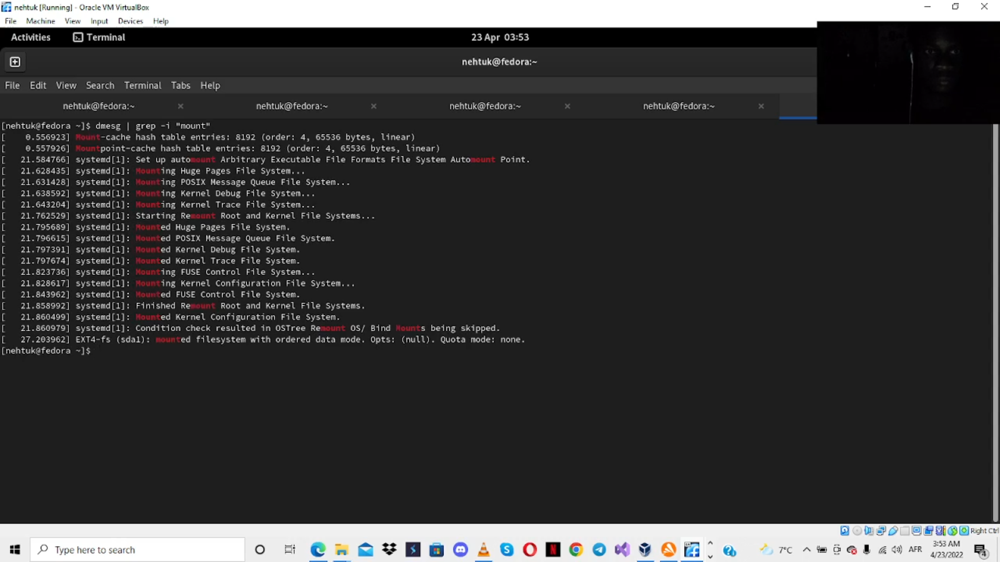 nehtuk [Running] - Oracle VM VirtualBox
File Machine View Input Devices Help
Activities Terminal 23 Apr 03:53
nehtuk@fedora:~
File Edit View Search Terminal Tabs Help
nehtuk@fedora:~ × nehtuk@fedora:~ × nehtuk@fedora:~ × nehtuk@fedora:~ ×
[nehtuk@fedora ~]$ dmesg | grep -i "mount"
[    0.556923] Mount-cache hash table entries: 8192 (order: 4, 65536 bytes, linear)
[    0.557926] Mountpoint-cache hash table entries: 8192 (order: 4, 65536 bytes, linear)
[   21.584766] systemd[1]: Set up automount Arbitrary Executable File Formats File System Automount Point.
[   21.628435] systemd[1]: Mounting Huge Pages File System...
[   21.631428] systemd[1]: Mounting POSIX Message Queue File System...
[   21.638592] systemd[1]: Mounting Kernel Debug File System...
[   21.643204] systemd[1]: Mounting Kernel Trace File System...
[   21.762529] systemd[1]: Starting Remount Root and Kernel File Systems...
[   21.795689] systemd[1]: Mounted Huge Pages File System.
[   21.796615] systemd[1]: Mounted POSIX Message Queue File System.
[   21.797391] systemd[1]: Mounted Kernel Debug File System.
[   21.797674] systemd[1]: Mounted Kernel Trace File System.
[   21.823736] systemd[1]: Mounting FUSE Control File System...
[   21.828617] systemd[1]: Mounting Kernel Configuration File System...
[   21.843962] systemd[1]: Mounted FUSE Control File System.
[   21.858992] systemd[1]: Finished Remount Root and Kernel File Systems.
[   21.860499] systemd[1]: Mounted Kernel Configuration File System.
[   21.860979] systemd[1]: Condition check resulted in OSTree Remount OS/ Bind Mounts being skipped.
[   27.203962] EXT4-fs (sda1): mounted filesystem with ordered data mode. Opts: (null). Quota mode: none.
[nehtuk@fedora ~]$
Right Ctrl
Type here to search 7°C AFR 3:53 AM
4/23/2022 4